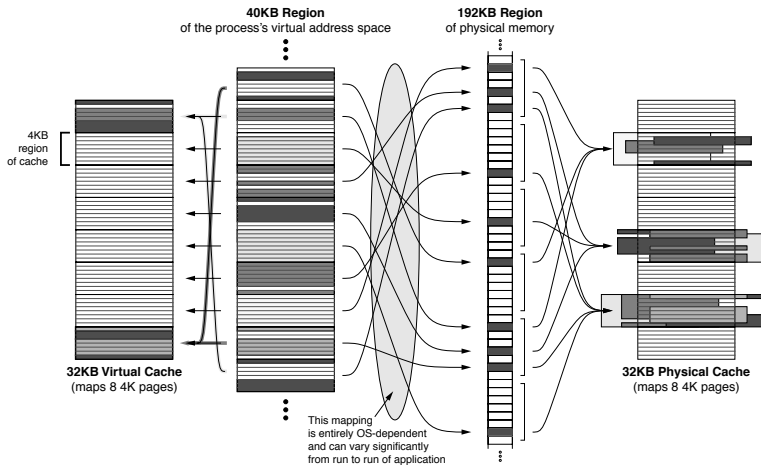 40KB Region
of the process's virtual address space
192KB Region
of physical memory
4KB
region
of cache
32KB Virtual Cache
(maps 8 4K pages)
32KB Physical Cache
(maps 8 4K pages)
This mapping
is entirely OS-dependent
and can vary significantly
from run to run of application